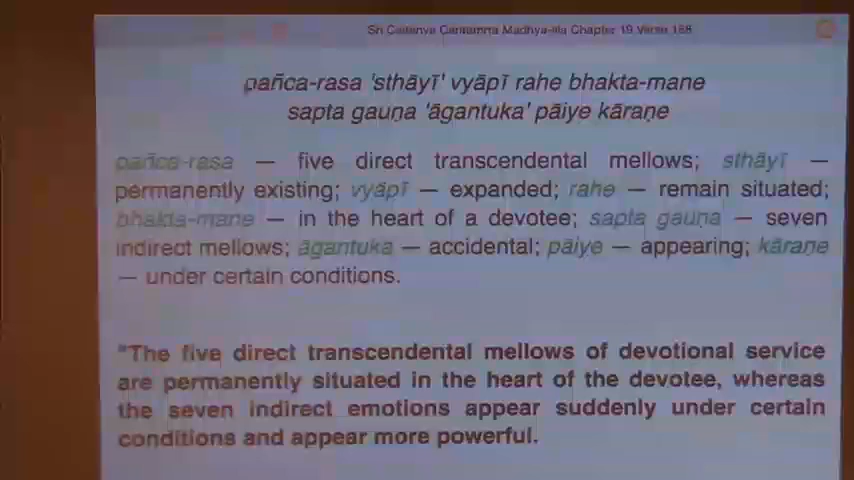 Sri Caitanya Caritamrta Madhya-lila Chapter 19 Verse 188
pañca-rasa 'sthāyī' vyāpī rahe bhakta-mane
sapta gauṇa 'āgantuka' pāiye kāraṇe
pañca-rasa — five direct transcendental mellows; sthāyī —
permanently existing; vyāpī — expanded; rahe — remain situated;
bhakta-mane — in the heart of a devotee; sapta gauṇa — seven
indirect mellows; āgantuka — accidental; pāiye — appearing; kāraṇe
— under certain conditions.
"The five direct transcendental mellows of devotional service
are permanently situated in the heart of the devotee, whereas
the seven indirect emotions appear suddenly under certain
conditions and appear more powerful.